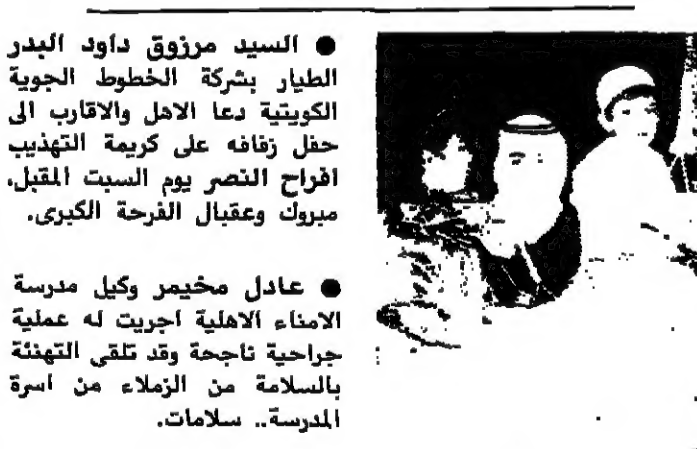 ● السيد مرزوق داود البدر
الطيار بشركة الخطوط الجوية
الكويتية دعا الاهل والاقارب الى
حفل زفافه على كريمة التهذيب
افراح النصر يوم السبت المقبل،
مبروك وعقبال الفرحة الكبرى.
● عادل مخيمر وكيل مدرسة
الامناء الاهلية اجريت له عملية
جراحية ناجحة وقد تلقى التهنئة
بالسلامة من الزملاء من اسرة
المدرسة.. سلامات.